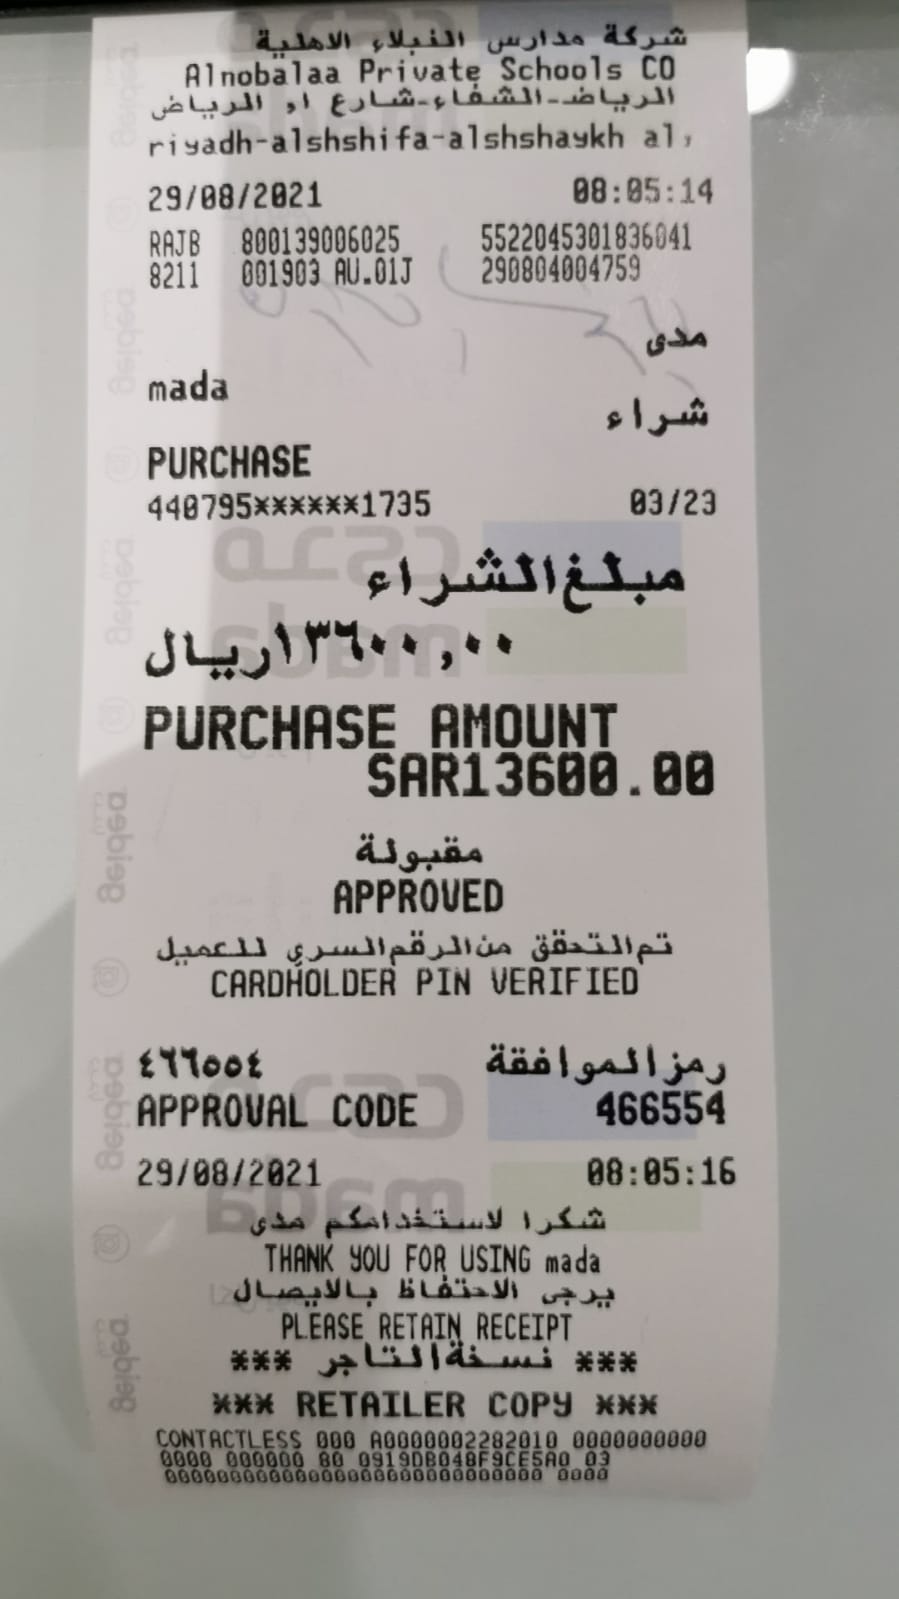 شركة مدارس النبلاء الاهلية
Alnobalaa Private Schools CO
الرياض-الشفاء-شارع او الرياض
riyadh-alshshifa-alshshaykh al,
29/08/2021 08:05:14
RAJB 800139006025 5522045301836041
8211 001903 AU.01J 290804004759
مدى
mada
شراء
PURCHASE
440795******1735 03/23
مبلغ الشراء
١٣٦٠٠,٠٠ ريال
PURCHASE AMOUNT
SAR13600.00
مقبولة
APPROVED
تم التحقق من الرقم السري للعميل
CARDHOLDER PIN VERIFIED
رمز الموافقة ٤٦٦٥٥٤
APPROVAL CODE 466554
29/08/2021 08:05:16
شكرا لاستخدامكم مدى
THANK YOU FOR USING mada
يرجى الاحتفاظ بالايصال
PLEASE RETAIN RECEIPT
*** نسخة التاجر ***
*** RETAILER COPY ***
CONTACTLESS 000 A0000002282010 0000000000
0000 000000 80 0919DB048F9CE5A0 03